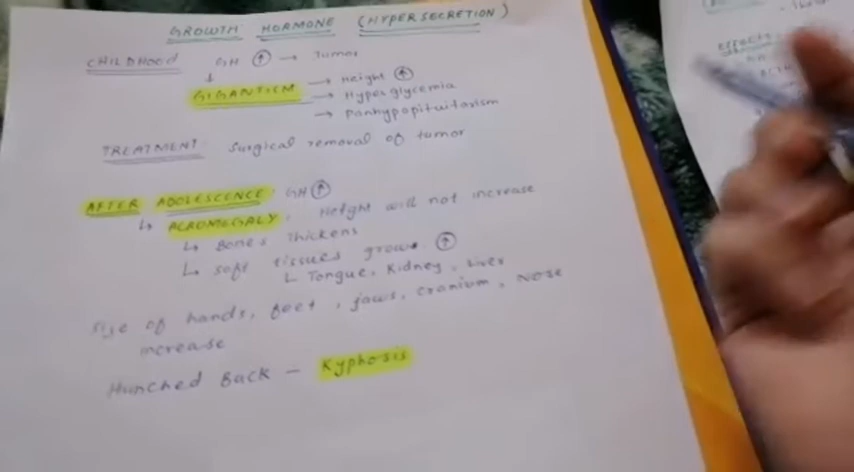 GROWTH HORMONE (HYPERSECRETION)
CHILDHOOD GH ↑ → Tumor
↓
GIGANTISM → Height ↑
→ Hyperglycemia
→ Panhypopituitarism
TREATMENT Surgical removal of tumor
AFTER ADOLESCENCE GH ↑
↳ ACROMEGALY : Height will not increase
↳ Bones Thickens
↳ soft tissues grows ↑
↳ Tongue, Kidney, Liver
Size of hands, feet, jaws, cranium, nose
increase
Hunched Back - Kyphosis
EFFECTS